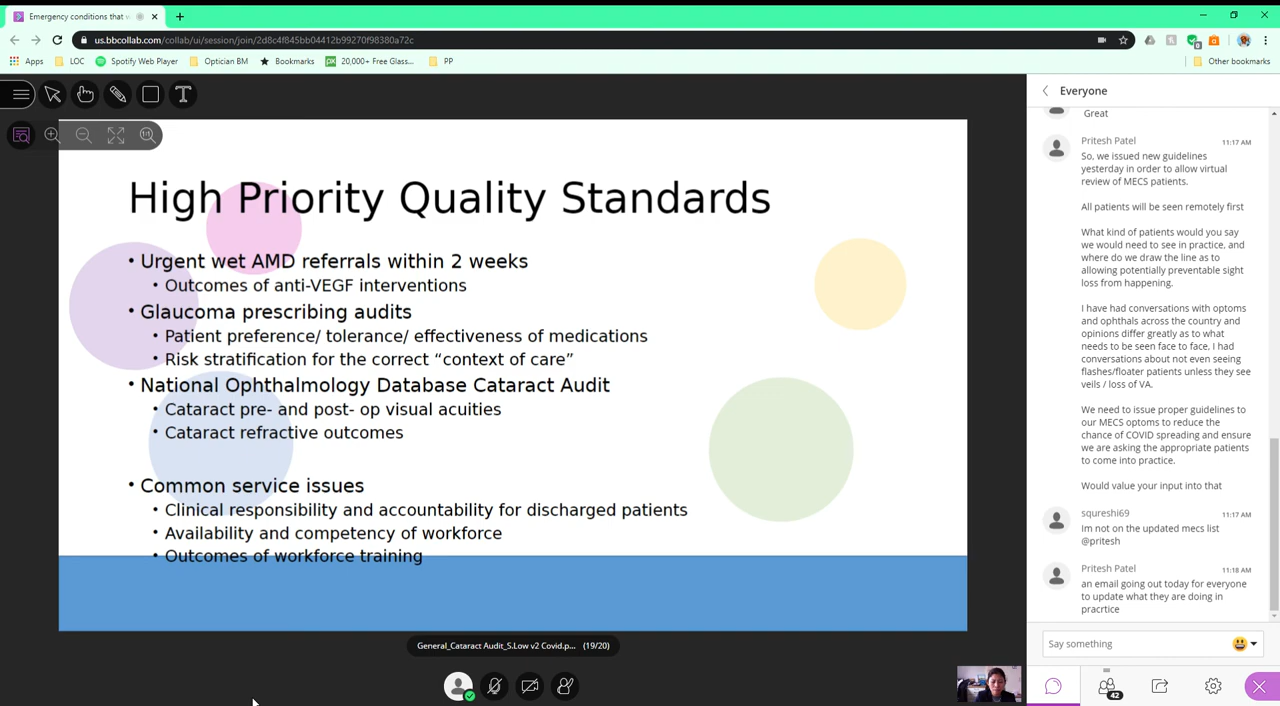 Emergency conditions that
us.bbcollab.com/collab/ui/session/join/2d8c4f845bb04412b99270f98380a72c
Apps LOC Spotify Web Player Optician BM Bookmarks 20,000+ Free Glass... PP Other bookmarks
T
1:1
High Priority Quality Standards
• Urgent wet AMD referrals within 2 weeks
• Outcomes of anti-VEGF interventions
• Glaucoma prescribing audits
• Patient preference/ tolerance/ effectiveness of medications
• Risk stratification for the correct “context of care”
• National Ophthalmology Database Cataract Audit
• Cataract pre- and post- op visual acuities
• Cataract refractive outcomes
• Common service issues
• Clinical responsibility and accountability for discharged patients
• Availability and competency of workforce
• Outcomes of workforce training
General_Cataract Audit_S.Low v2 Covid.p... (19/20)
Everyone
Great
Pritesh Patel 11:17 AM
So, we issued new guidelines
yesterday in order to allow virtual
review of MECS patients.
All patients will be seen remotely first
What kind of patients would you say
we would need to see in practice, and
where do we draw the line as to
allowing potentially preventable sight
loss from happening.
I have had conversations with optoms
and ophthals across the country and
opinions differ greatly as to what
needs to be seen face to face, I had
conversations about not even seeing
flashes/floater patients unless they see
veils / loss of VA.
We need to issue proper guidelines to
our MECS optoms to reduce the
chance of COVID spreading and ensure
we are asking the appropriate patients
to come into practice.
Would value your input into that
squreshi69 11:17 AM
Im not on the updated mecs list
@pritesh
Pritesh Patel 11:18 AM
an email going out today for everyone
to update what they are doing in
pracrtice
Say something
42